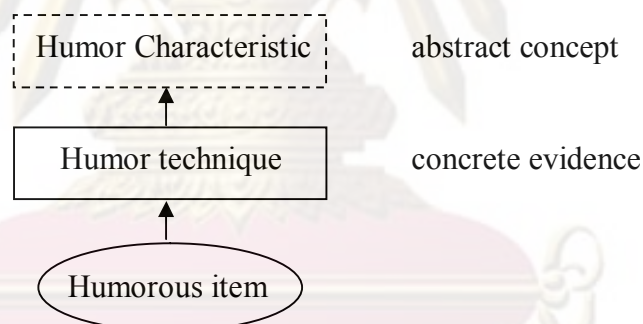 Humor Characteristic abstract concept
Humor technique concrete evidence
Humorous item